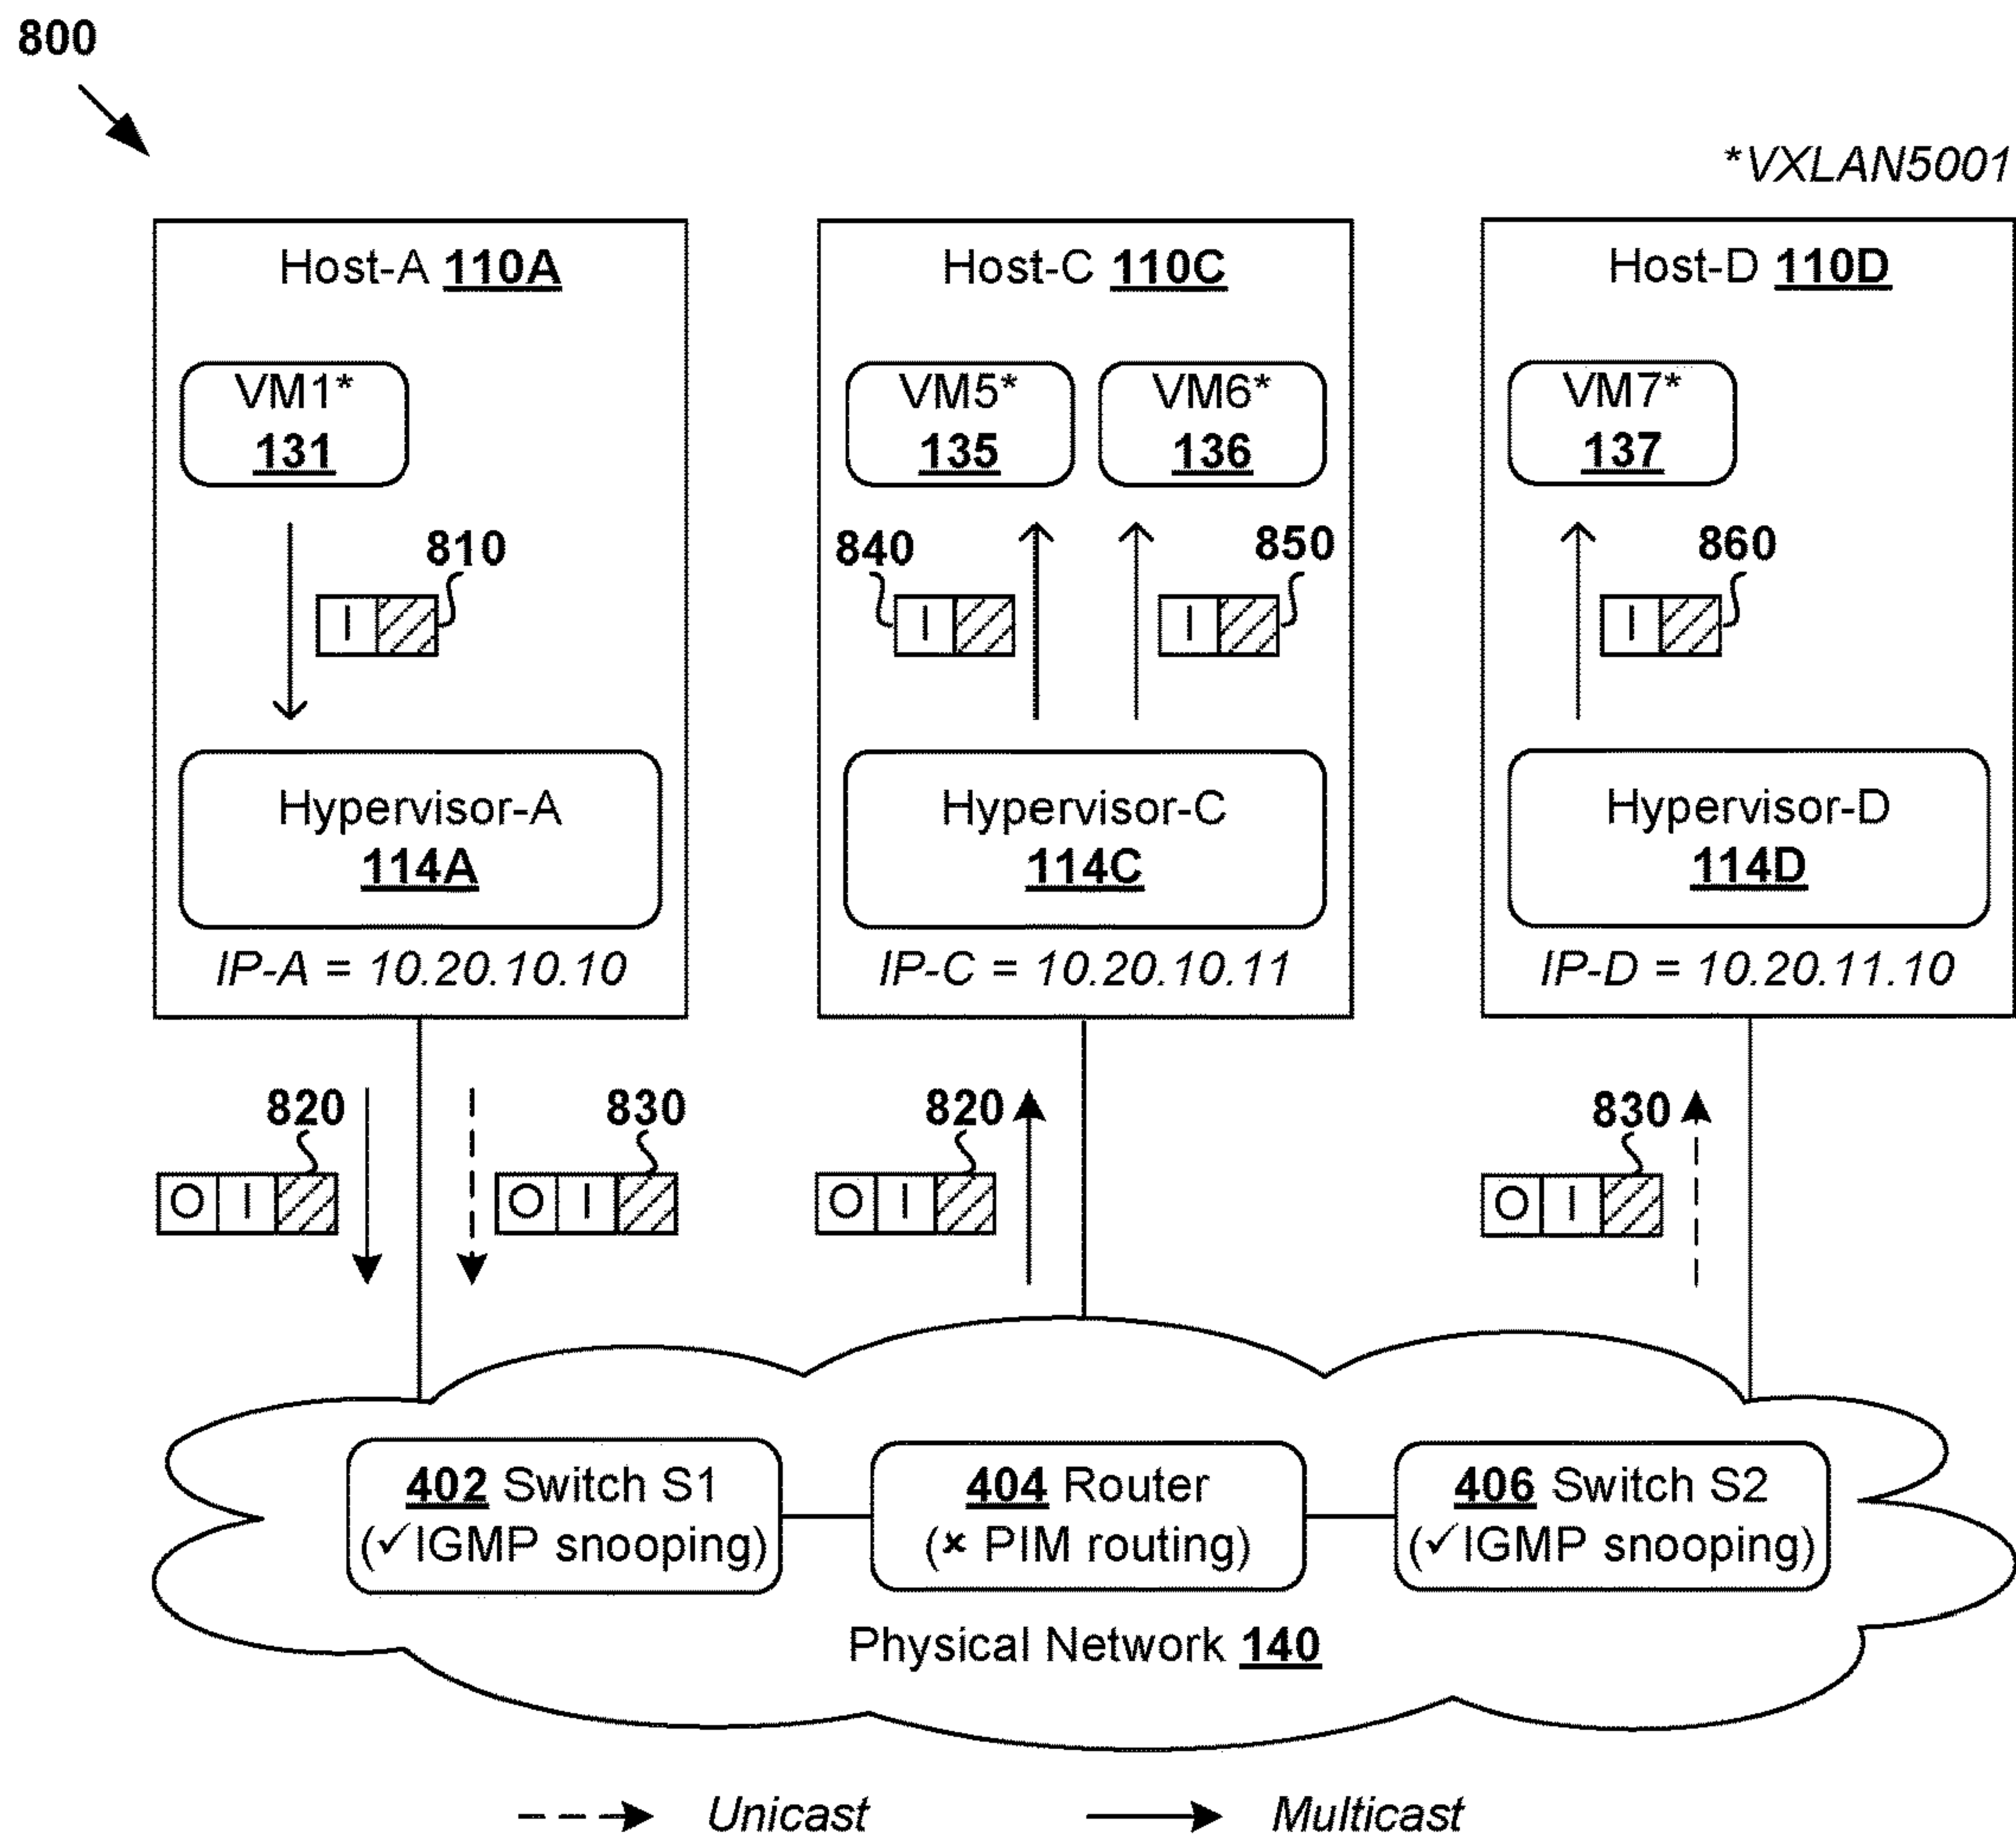 800
*VXLAN5001
Host-A 110A
Host-C 110C
Host-D 110D
VM1*
131
VM5*
135
VM6*
136
VM7*
137
810
I
840
I
850
I
860
I
Hypervisor-A
114A
Hypervisor-C
114C
Hypervisor-D
114D
IP-A = 10.20.10.10
IP-C = 10.20.10.11
IP-D = 10.20.11.10
820
O I
830
O I
820
O I
830
O I
402 Switch S1
(✓IGMP snooping)
404 Router
(× PIM routing)
406 Switch S2
(✓IGMP snooping)
Physical Network 140
Unicast
Multicast